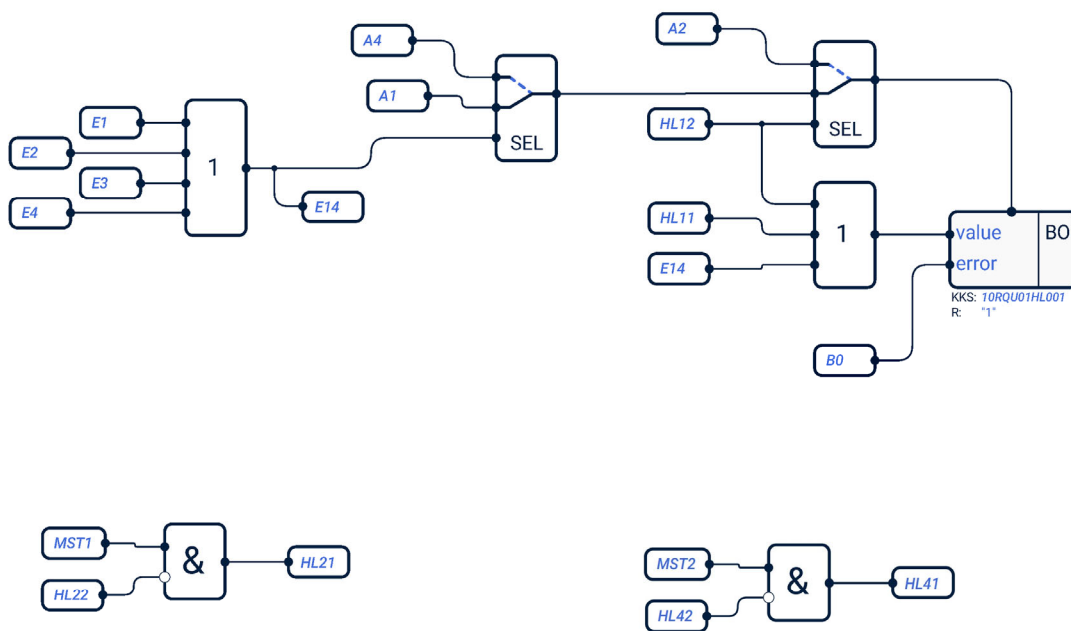 A4
A2
A1
SEL
SEL
E1
E2
E3
E4
1
E14
HL12
HL11
E14
1
value
error
BO
KKS: 10RQU01HL001
R: "1"
B0
MST1
HL22
&
HL21
MST2
HL42
&
HL41